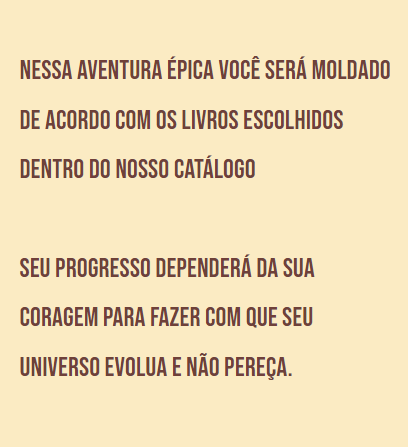 NESSA AVENTURA ÉPICA VOCÊ SERÁ MOLDADO
DE ACORDO COM OS LIVROS ESCOLHIDOS
DENTRO DO NOSSO CATÁLOGO
SEU PROGRESSO DEPENDERÁ DA SUA
CORAGEM PARA FAZER COM QUE SEU
UNIVERSO EVOLUA E NÃO PEREÇA.